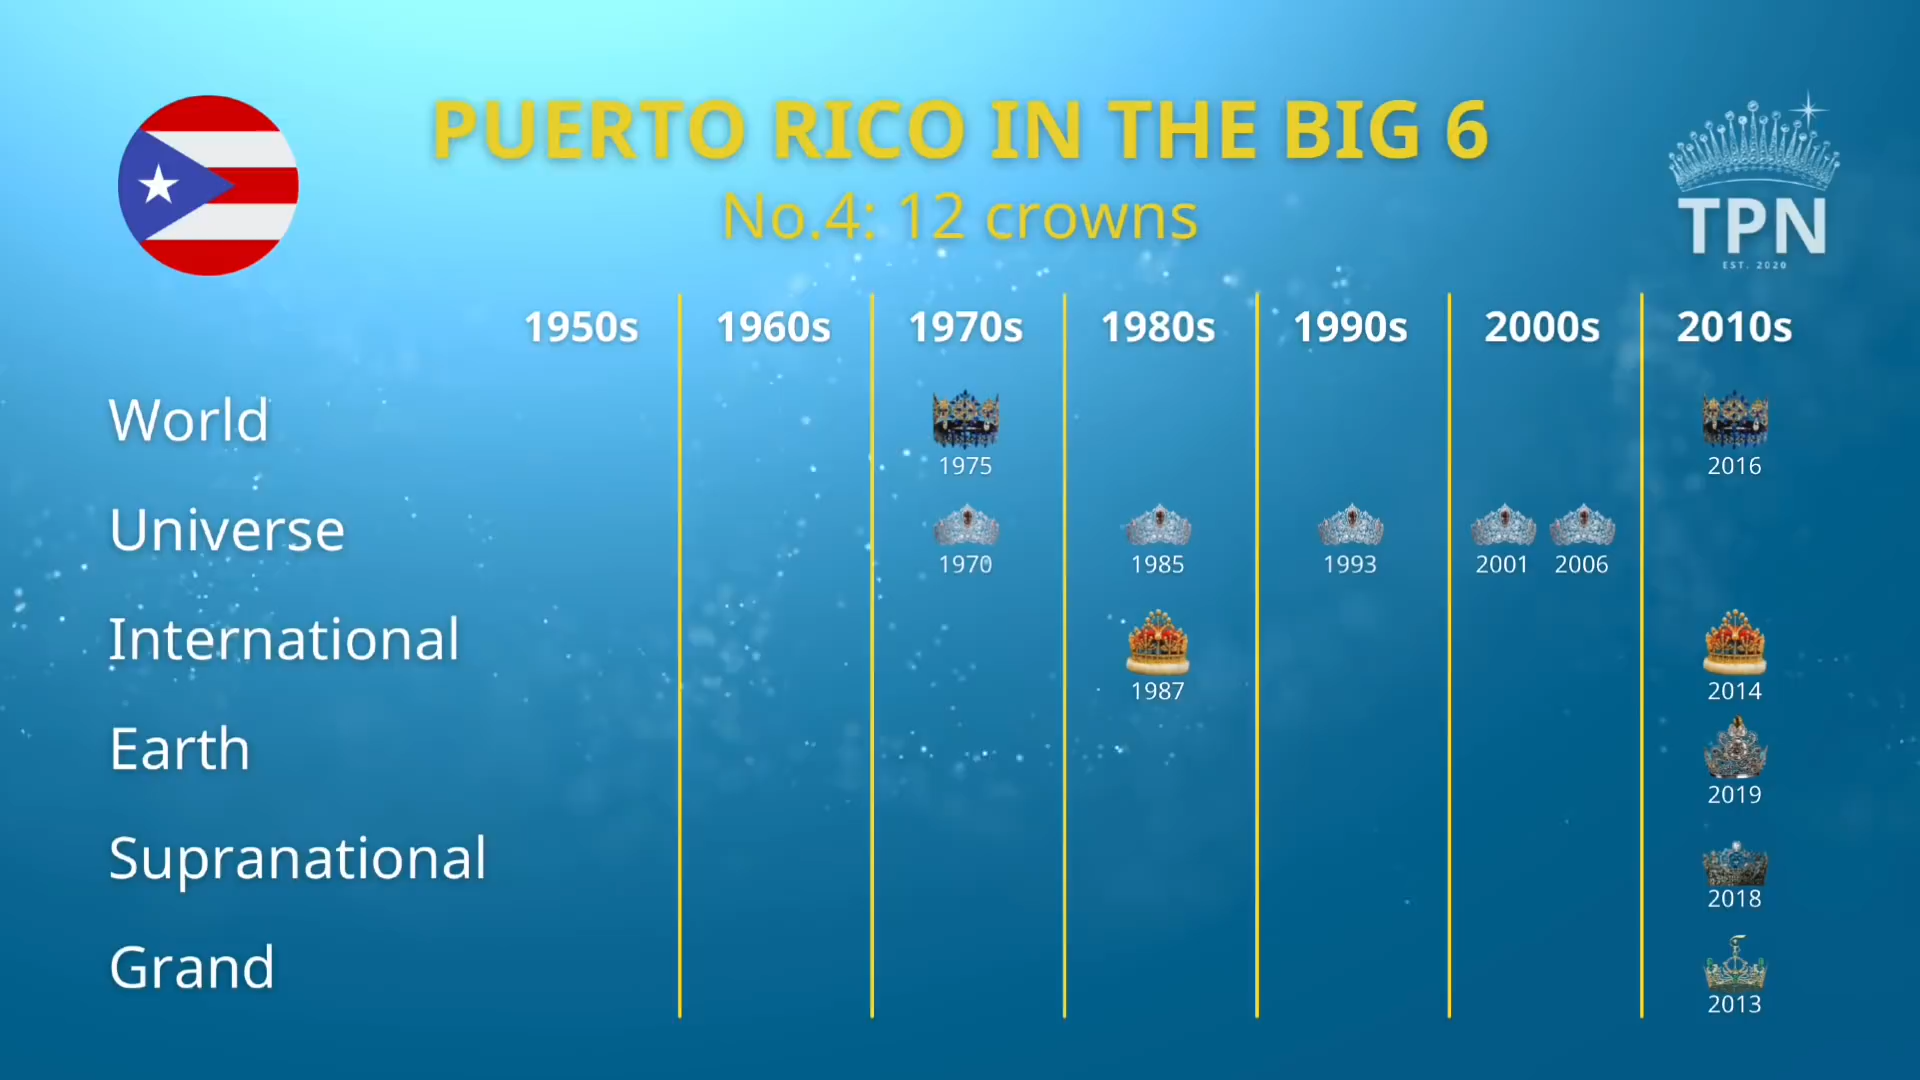 PUERTO RICO IN THE BIG 6
No.4: 12 crowns
TPN
EST. 2020
1950s 1960s 1970s 1980s 1990s 2000s 2010s
World
1975 2016
Universe
1970 1985 1993 2001 2006
International
1987 2014
Earth
2019
Supranational
2018
Grand
2013